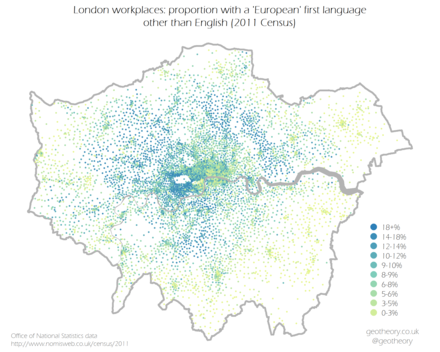 London workplaces: proportion with a 'European' first language
other than English (2011 Census)
18+%
14-18%
12-14%
10-12%
9-10%
8-9%
6-8%
5-6%
3-5%
0-3%
Office of National Statistics data
http://www.nomisweb.co.uk/census/2011
geotheory.co.uk
@geotheory